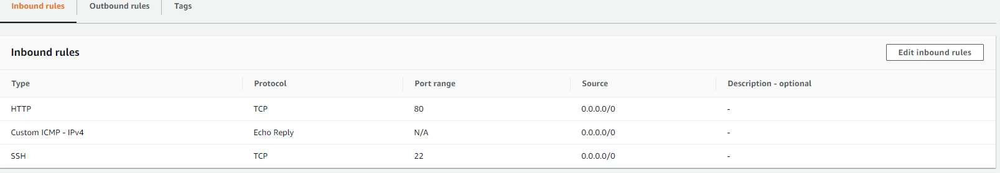 Inbound rules Outbound rules Tags
Inbound rules Edit inbound rules
Type Protocol Port range Source Description - optional
HTTP TCP 80 0.0.0.0/0 -
Custom ICMP - IPv4 Echo Reply N/A 0.0.0.0/0 -
SSH TCP 22 0.0.0.0/0 -